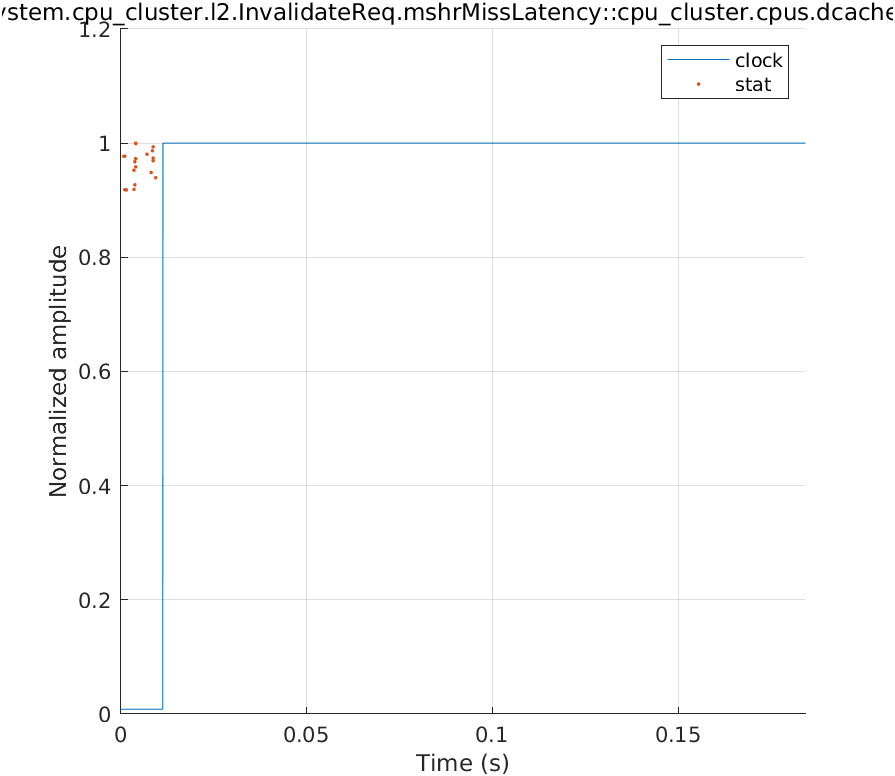 ystem.cpu_cluster.l2.InvalidateReq.mshrMissLatency::cpu_cluster.cpus.dcache
1.2
clock
stat
1
0.8
Normalized amplitude
0.6
0.4
0.2
0
0
0.05
0.1
0.15
Time (s)